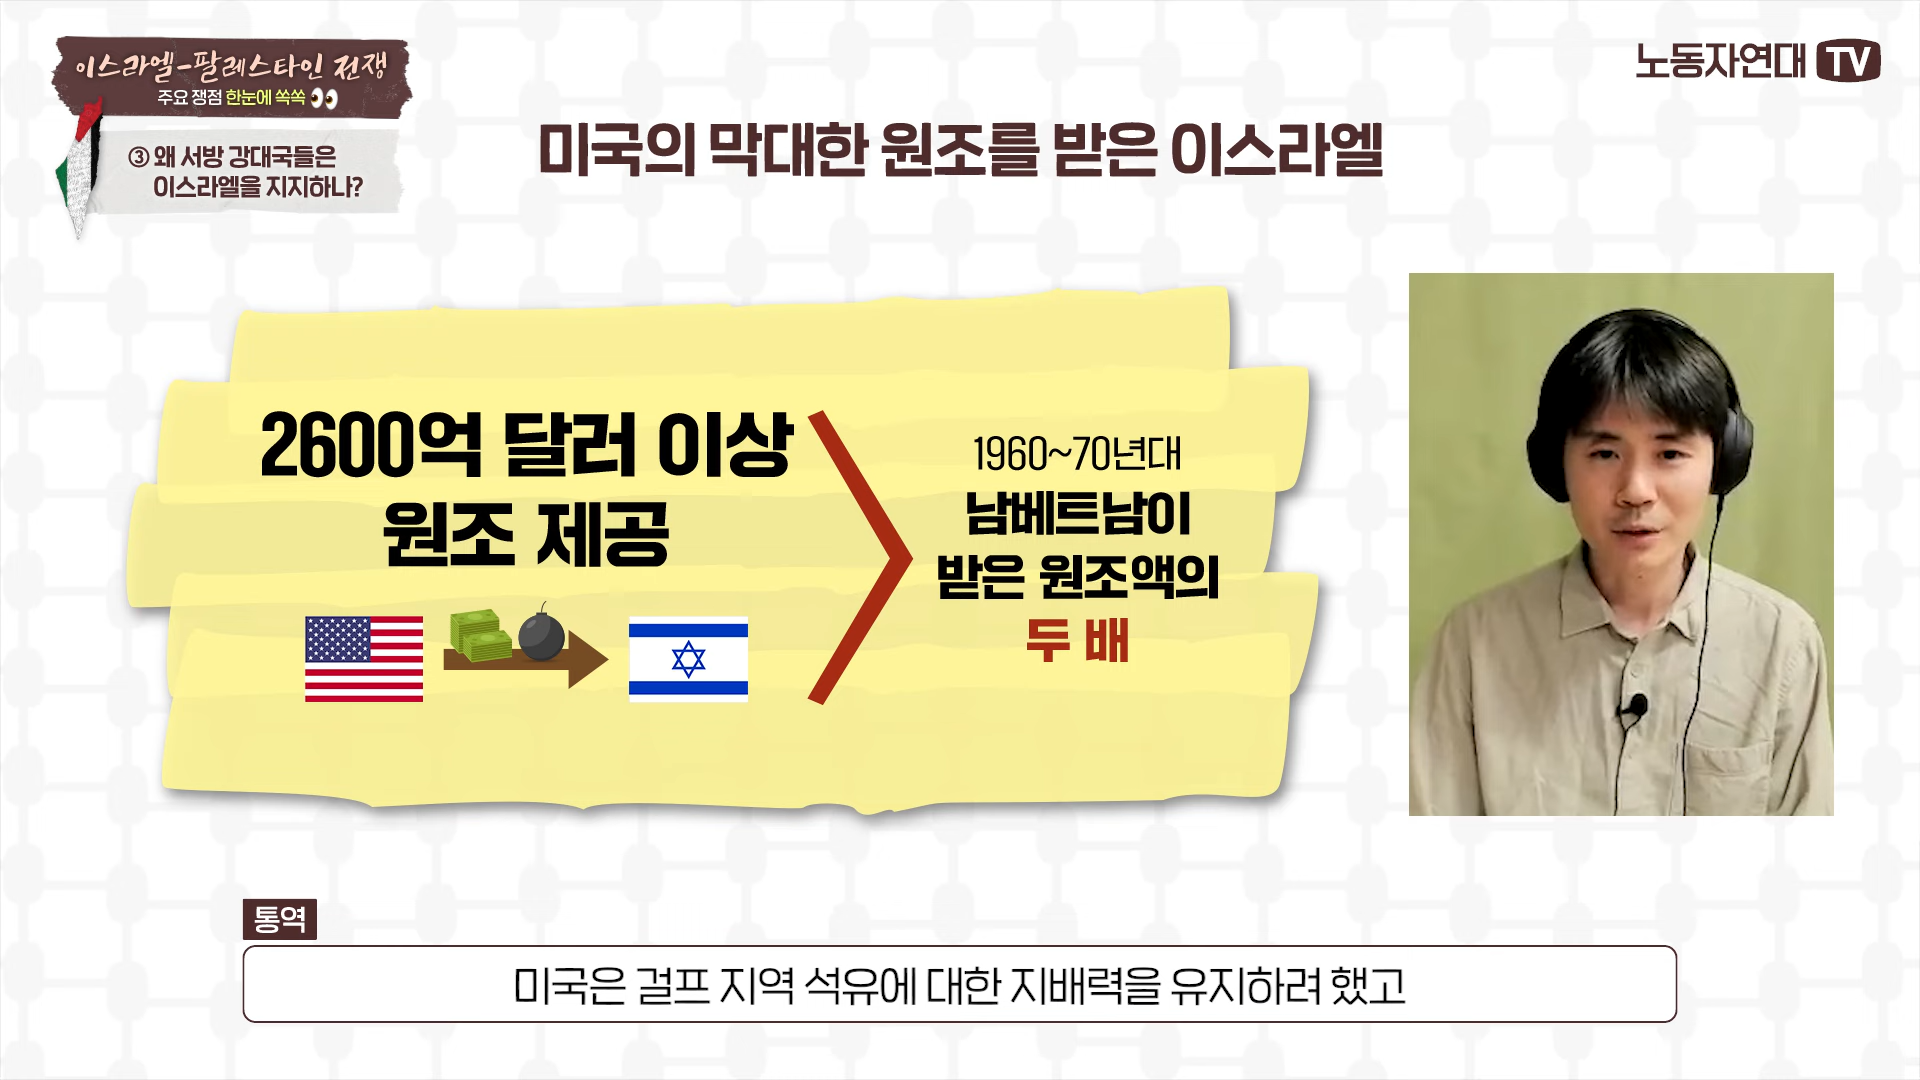 이스라엘-팔레스타인 전쟁
주요 쟁점 한눈에 쏙쏙
③ 왜 서방 강대국들은
이스라엘을 지지하나?
노동자연대 TV
미국의 막대한 원조를 받은 이스라엘
2600억 달러 이상
원조 제공
1960~70년대
남베트남이
받은 원조액의
두 배
통역
미국은 걸프 지역 석유에 대한 지배력을 유지하려 했고